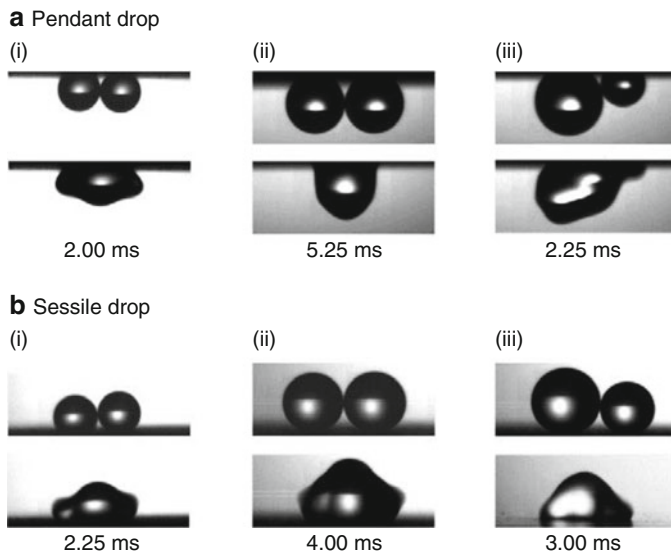 a Pendant drop
(i) (ii) (iii)
2.00 ms 5.25 ms 2.25 ms
b Sessile drop
(i) (ii) (iii)
2.25 ms 4.00 ms 3.00 ms